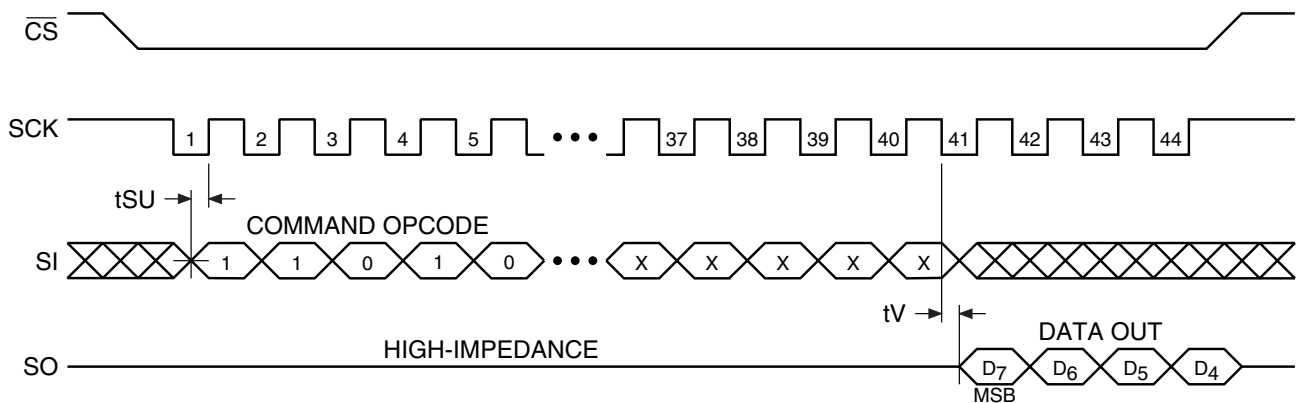 CS
SCK 1 2 3 4 5 ••• 37 38 39 40 41 42 43 44
tSU
COMMAND OPCODE
SI 1 1 0 1 0 ••• X X X X X
tV
DATA OUT
HIGH-IMPEDANCE
SO D7 D6 D5 D4
MSB